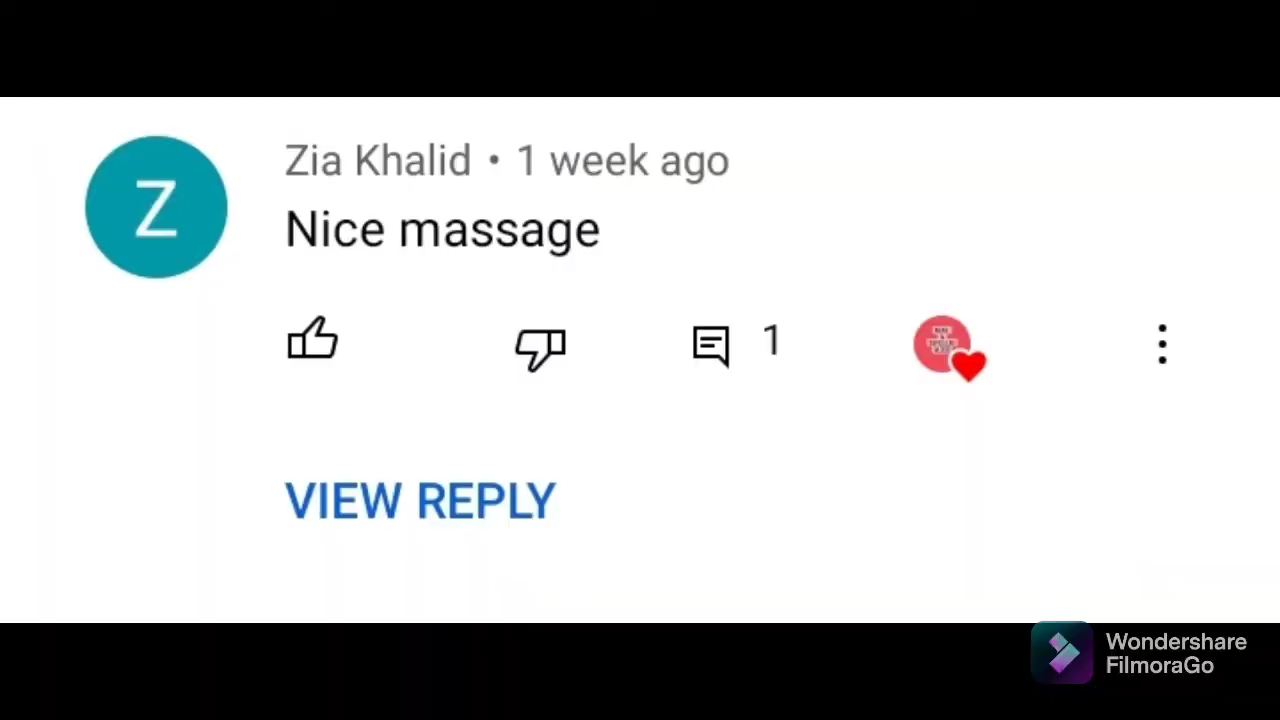 Z
Zia Khalid • 1 week ago
Nice massage
1
VIEW REPLY
Wondershare
FilmoraGo